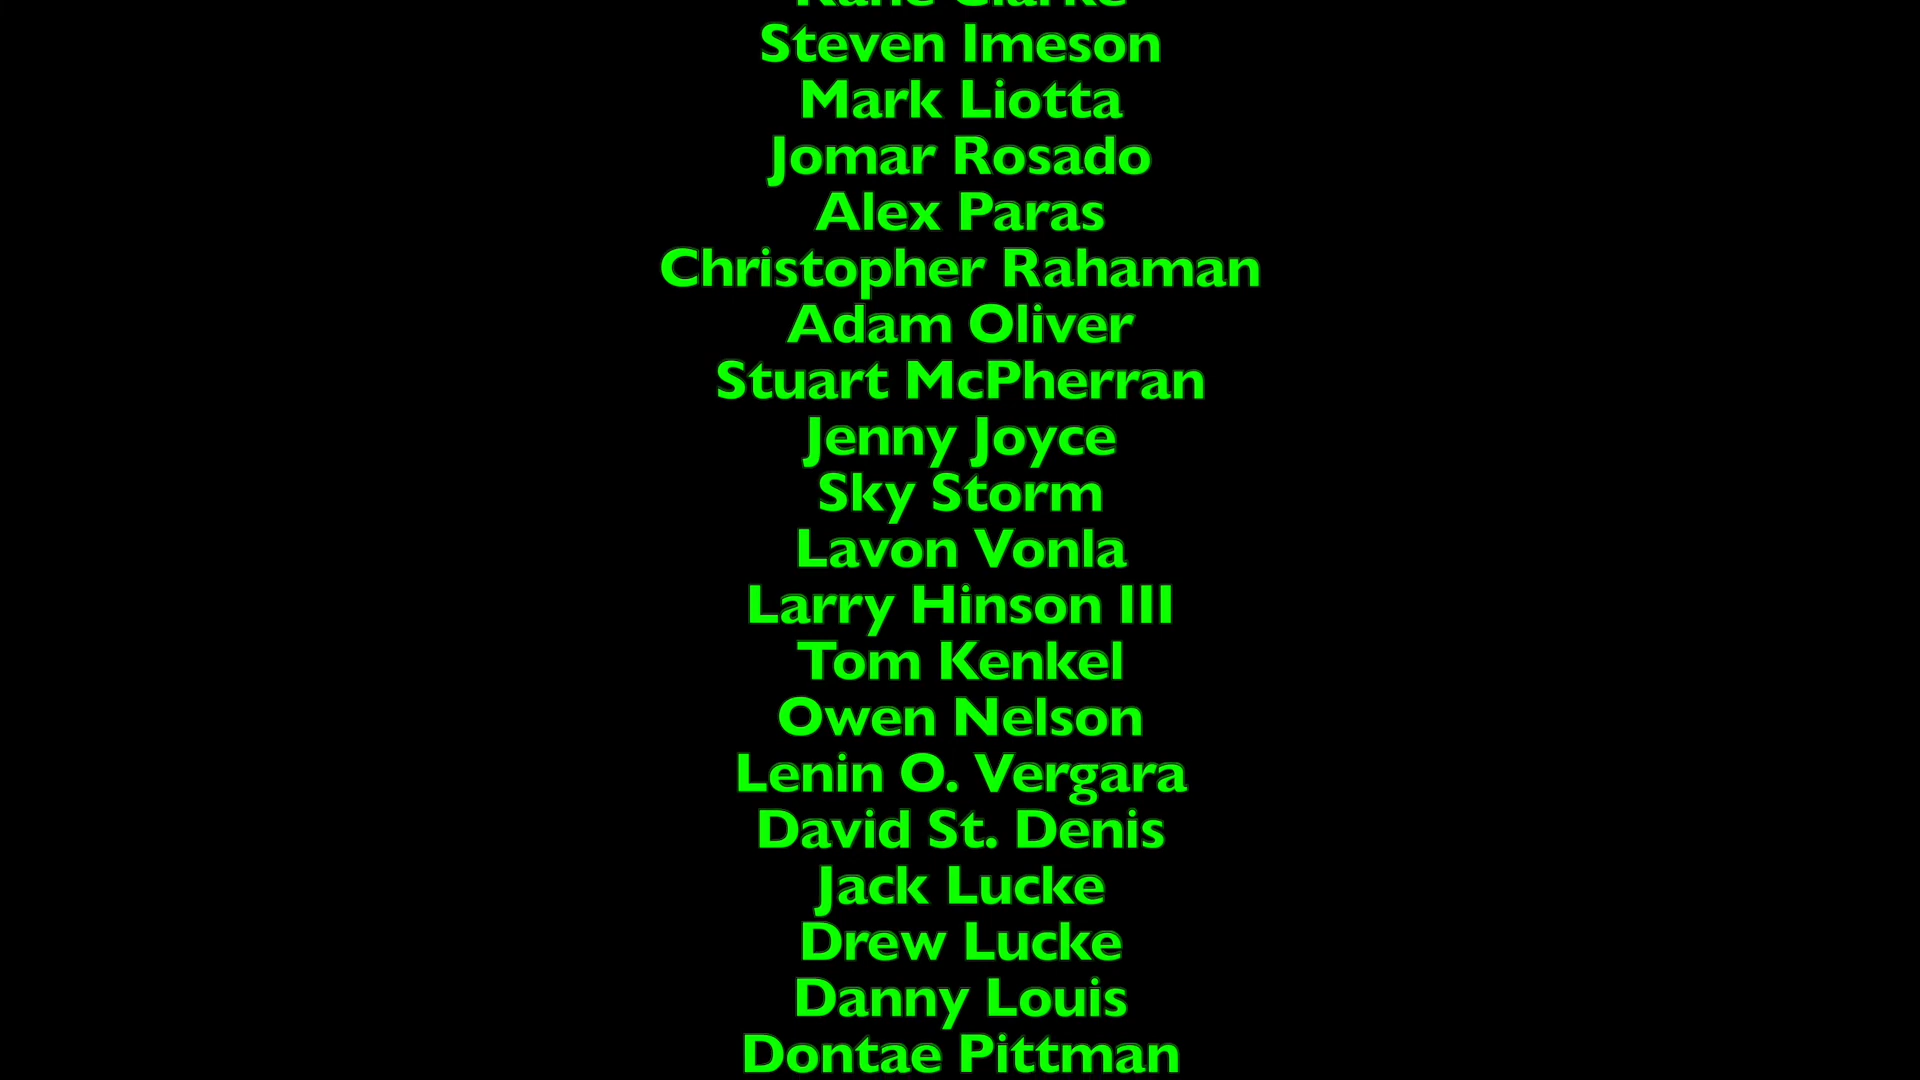 Kane Clarke
Steven Imeson
Mark Liotta
Jomar Rosado
Alex Paras
Christopher Rahaman
Adam Oliver
Stuart McPherran
Jenny Joyce
Sky Storm
Lavon Vonla
Larry Hinson III
Tom Kenkel
Owen Nelson
Lenin O. Vergara
David St. Denis
Jack Lucke
Drew Lucke
Danny Louis
Dontae Pittman